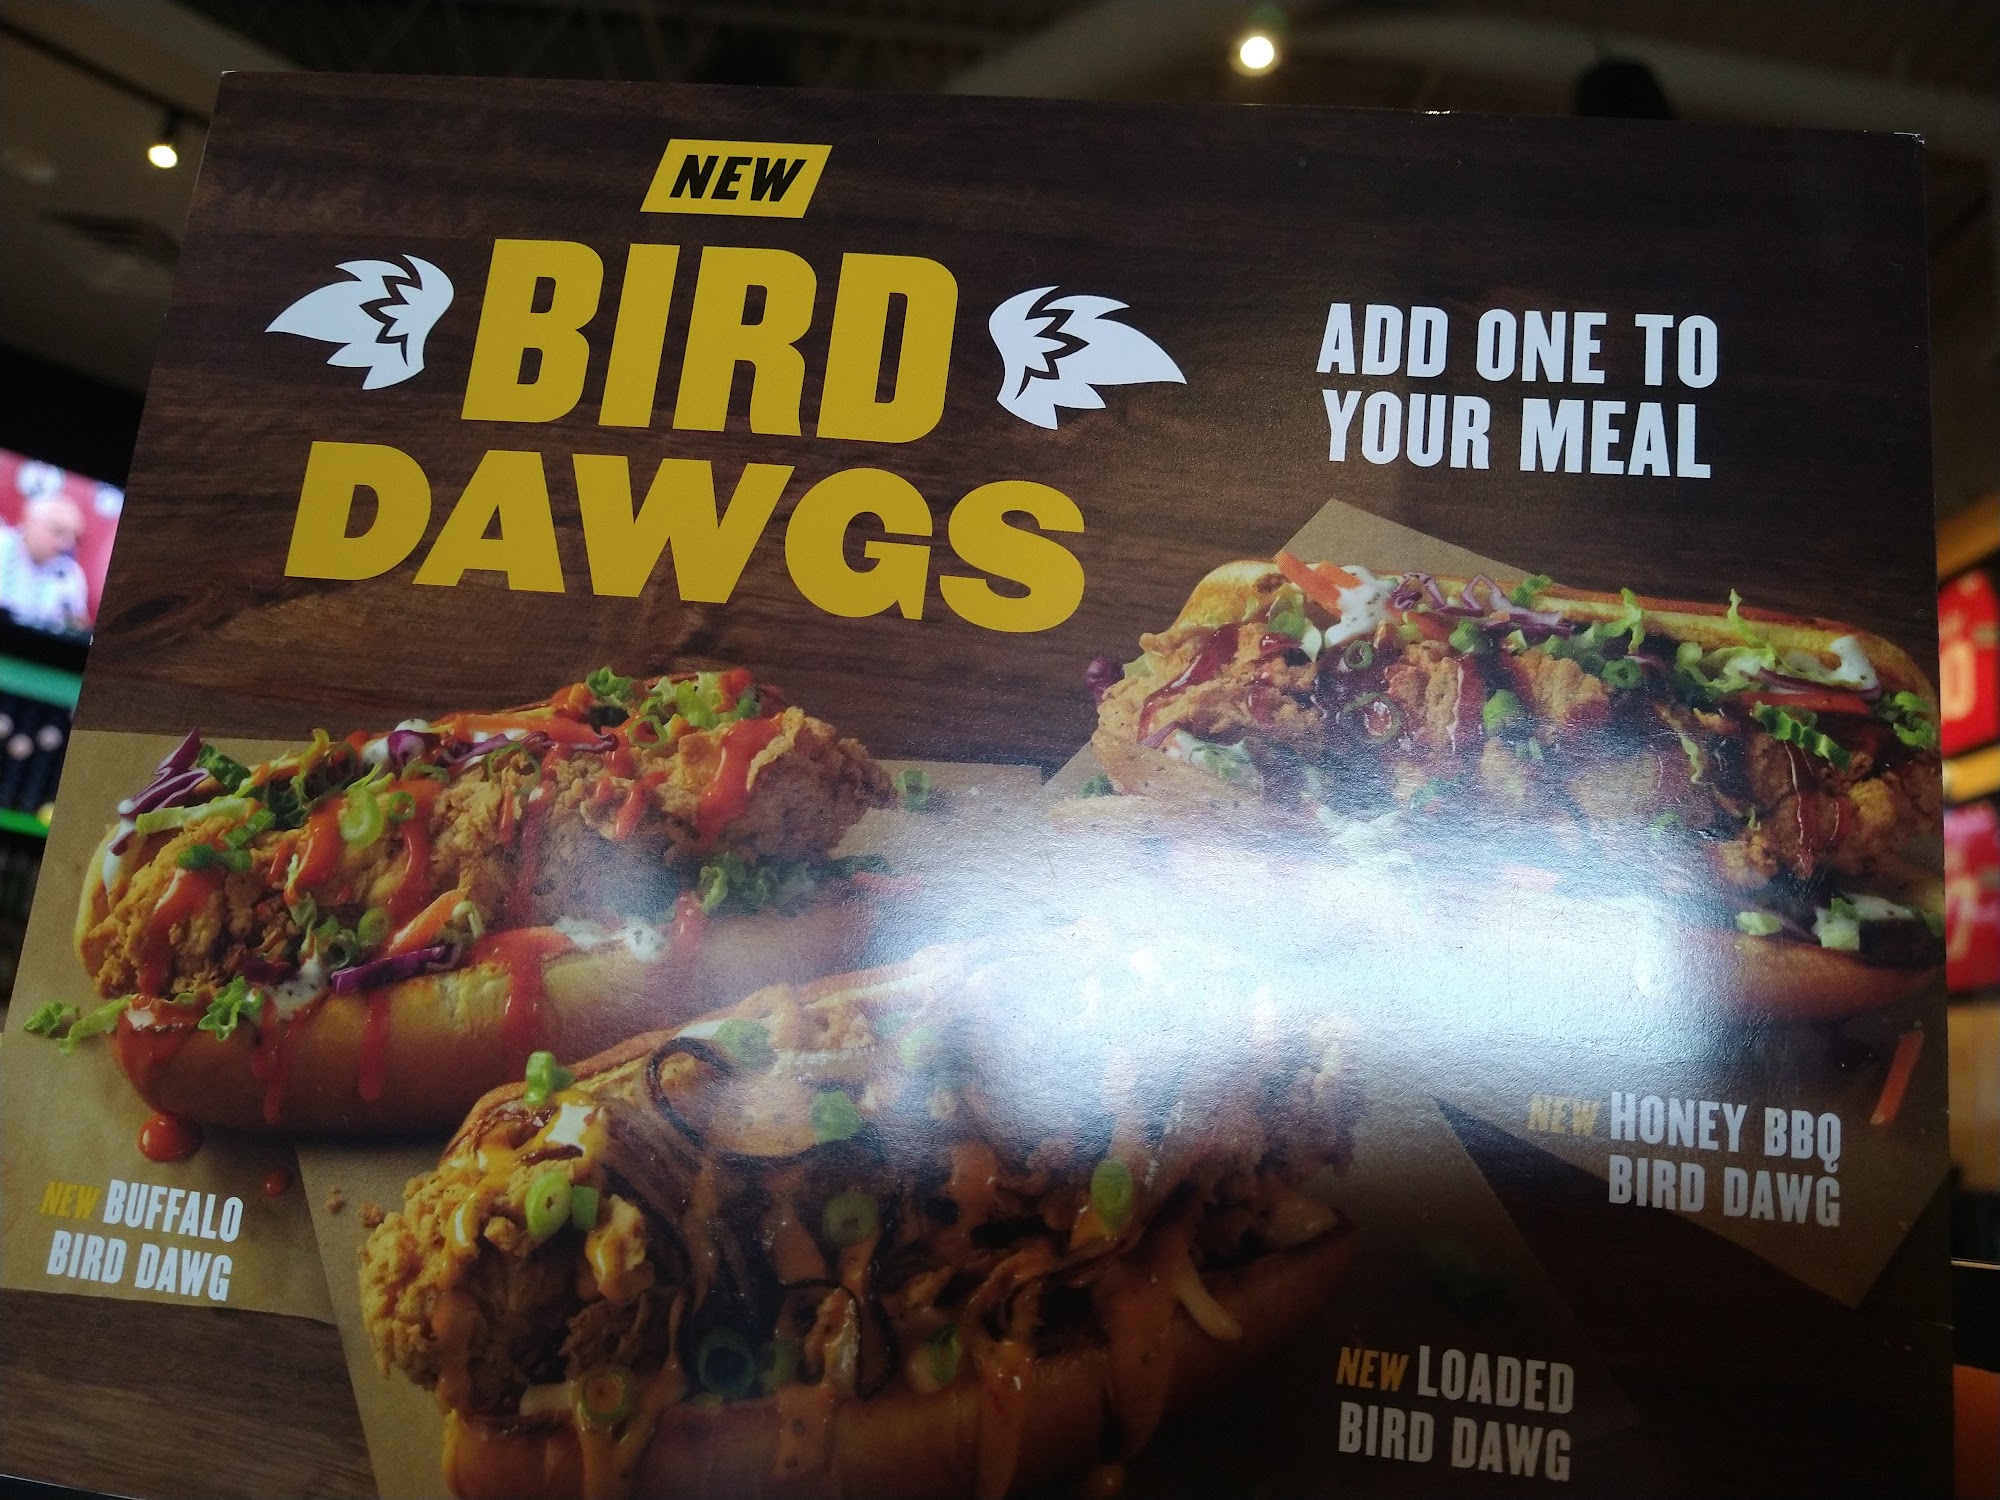 NEW
BIRD
DAWGS
ADD ONE TO
YOUR MEAL
NEW BUFFALO
BIRD DAWG
NEW HONEY BBQ
BIRD DAWG
NEW LOADED
BIRD DAWG